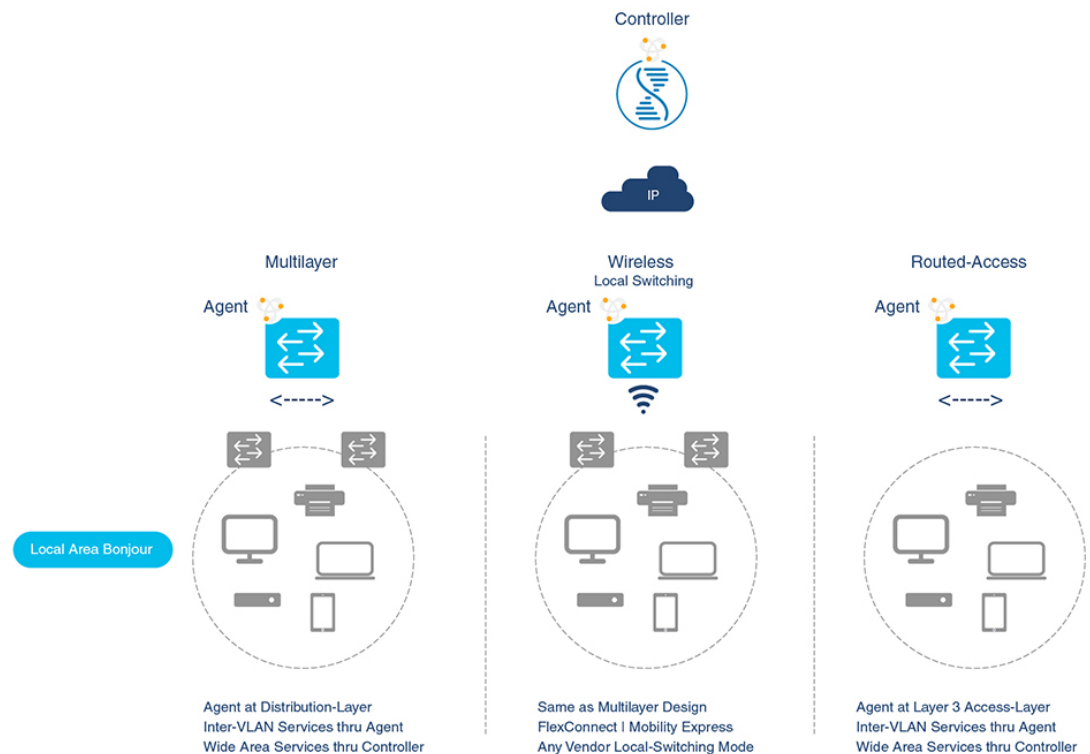 Controller
IP
Multilayer
Wireless
Local Switching
Routed-Access
Agent
Agent
Agent
<----->
<----->
Local Area Bonjour
Agent at Distribution-Layer
Inter-VLAN Services thru Agent
Wide Area Services thru Controller
Same as Multilayer Design
FlexConnect | Mobility Express
Any Vendor Local-Switching Mode
Agent at Layer 3 Access-Layer
Inter-VLAN Services thru Agent
Wide Area Services thru Controller